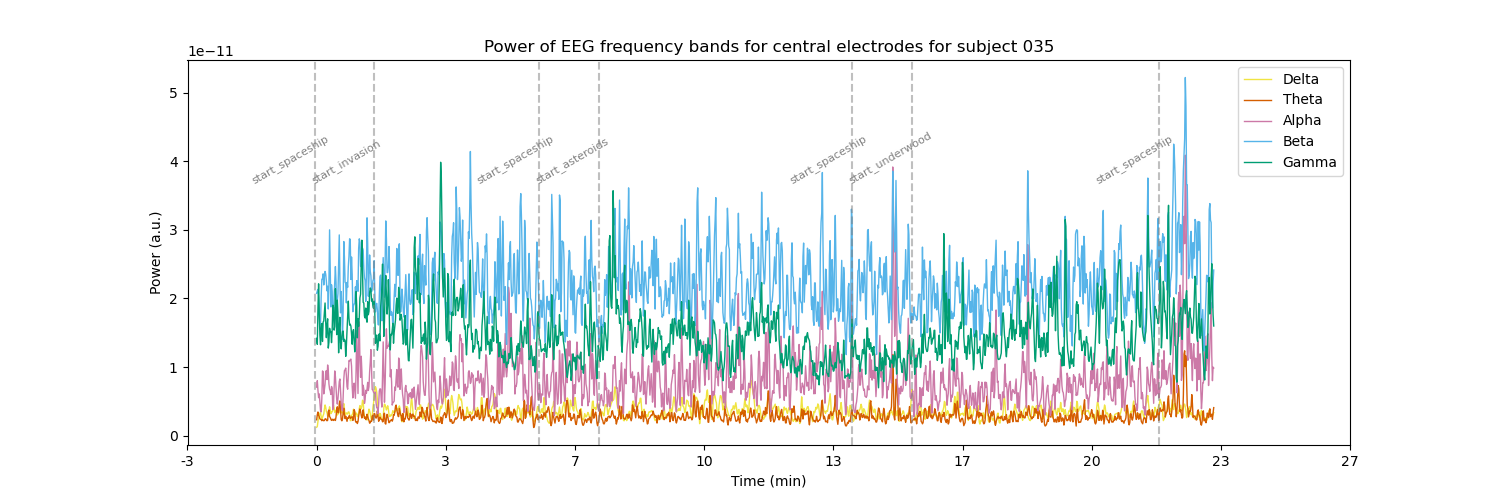 Power of EEG frequency bands for central electrodes for subject 035
1e−11
Delta
Theta
Alpha
Beta
Gamma
start_spaceship
start_invasion
start_spaceship
start_asteroids
start_spaceship
start_underwood
start_spaceship
5
4
3
2
1
0
Power (a.u.)
-3 0 3 7 10 13 17 20 23 27
Time (min)